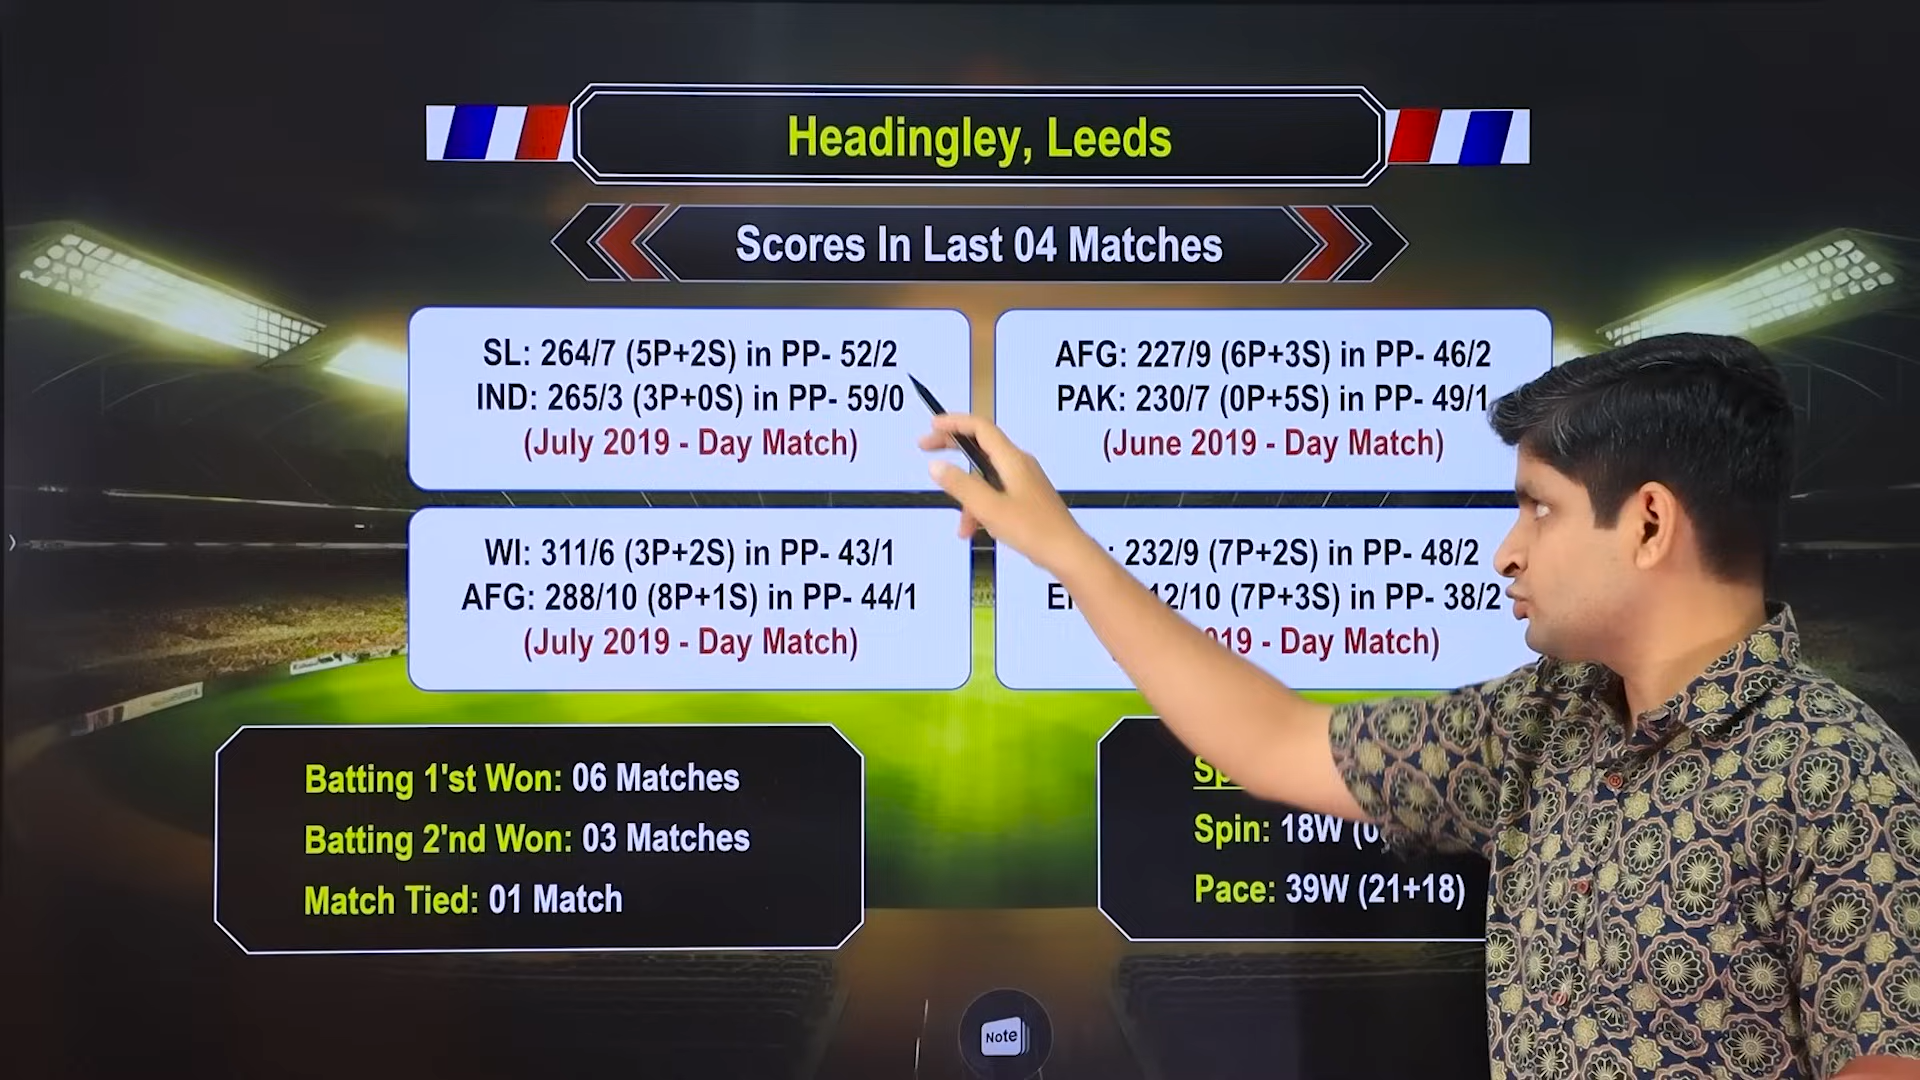 Headingley, Leeds
Scores In Last 04 Matches
SL: 264/7 (5P+2S) in PP- 52/2
IND: 265/3 (3P+0S) in PP- 59/0
(July 2019 - Day Match)
AFG: 227/9 (6P+3S) in PP- 46/2
PAK: 230/7 (0P+5S) in PP- 49/1
(June 2019 - Day Match)
WI: 311/6 (3P+2S) in PP- 43/1
AFG: 288/10 (8P+1S) in PP- 44/1
(July 2019 - Day Match)
: 232/9 (7P+2S) in PP- 48/2
12/10 (7P+3S) in PP- 38/2
19 - Day Match)
Batting 1'st Won: 06 Matches
Batting 2'nd Won: 03 Matches
Match Tied: 01 Match
Spin: 18W
Pace: 39W (21+18)
Note